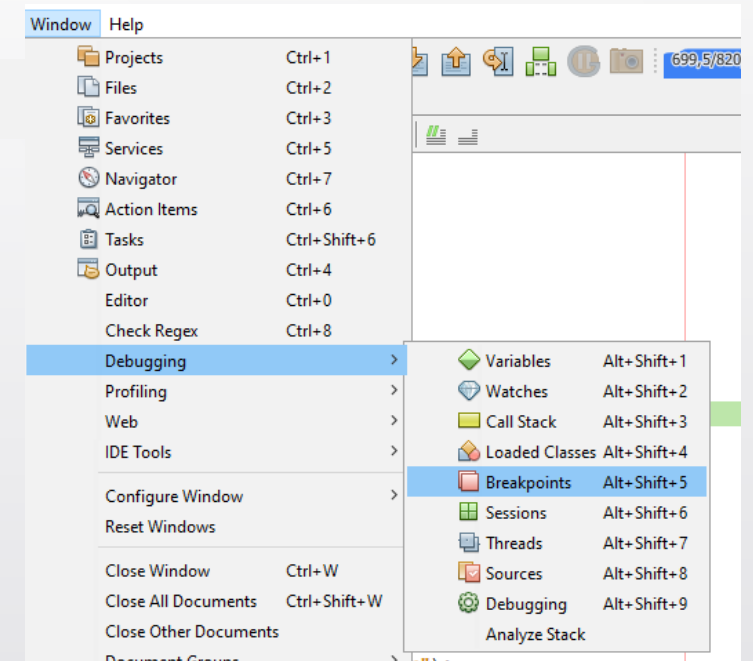 Window Help
Projects Ctrl+1
Files Ctrl+2
Favorites Ctrl+3
Services Ctrl+5
Navigator Ctrl+7
Action Items Ctrl+6
Tasks Ctrl+Shift+6
Output Ctrl+4
Editor Ctrl+0
Check Regex Ctrl+8
Debugging >
Profiling >
Web >
IDE Tools >
Configure Window >
Reset Windows
Close Window Ctrl+W
Close All Documents Ctrl+Shift+W
Close Other Documents
Document Groups >
699,5/820
Variables Alt+Shift+1
Watches Alt+Shift+2
Call Stack Alt+Shift+3
Loaded Classes Alt+Shift+4
Breakpoints Alt+Shift+5
Sessions Alt+Shift+6
Threads Alt+Shift+7
Sources Alt+Shift+8
Debugging Alt+Shift+9
Analyze Stack